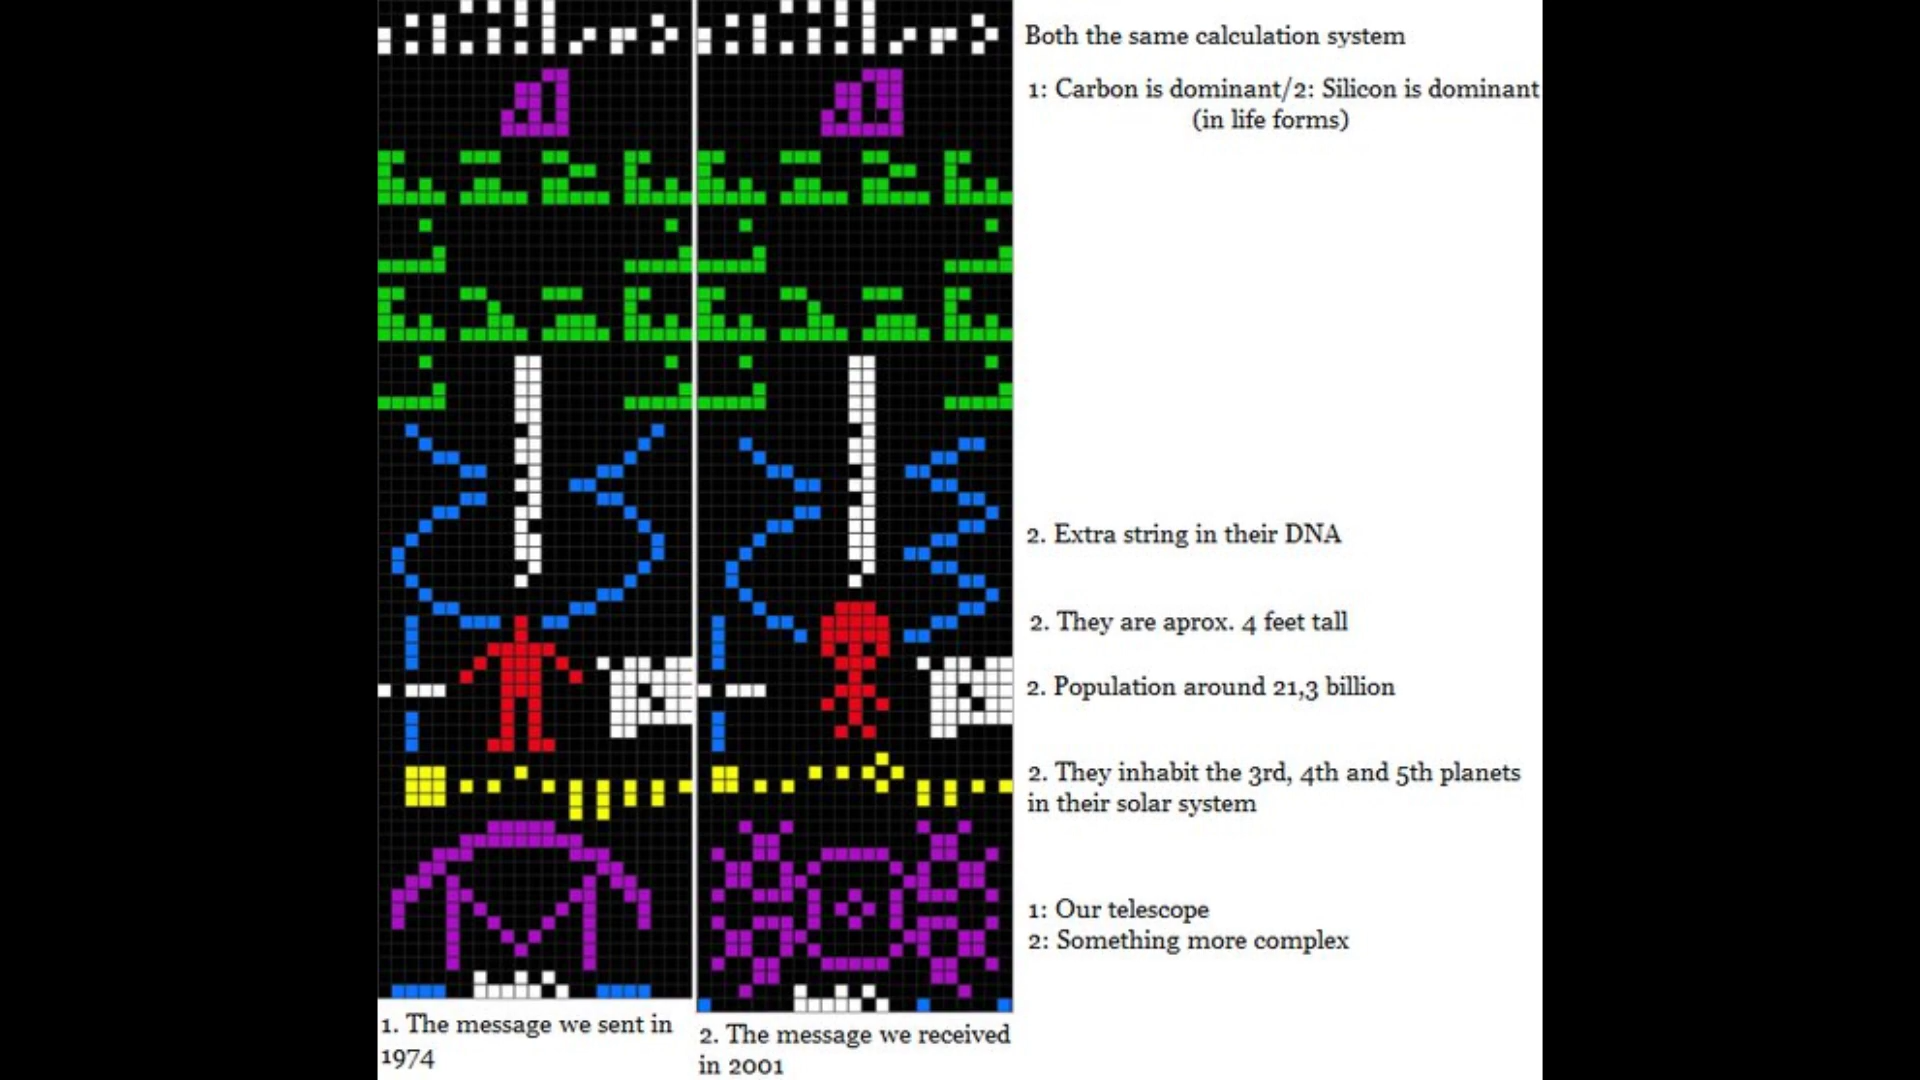 Both the same calculation system
1: Carbon is dominant/2: Silicon is dominant
(in life forms)
2. Extra string in their DNA
2. They are aprox. 4 feet tall
2. Population around 21,3 billion
2. They inhabit the 3rd, 4th and 5th planets
in their solar system
1: Our telescope
2: Something more complex
1. The message we sent in
1974
2. The message we received
in 2001